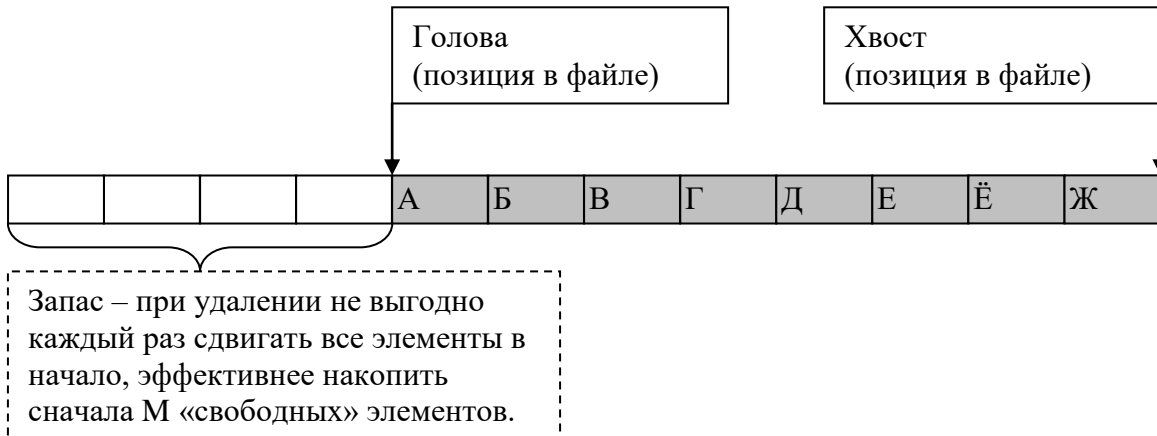 Голова
(позиция в файле)
Хвост
(позиция в файле)
А Б В Г Д Е Ё Ж
Запас – при удалении не выгодно
каждый раз сдвигать все элементы в
начало, эффективнее накопить
сначала М «свободных» элементов.